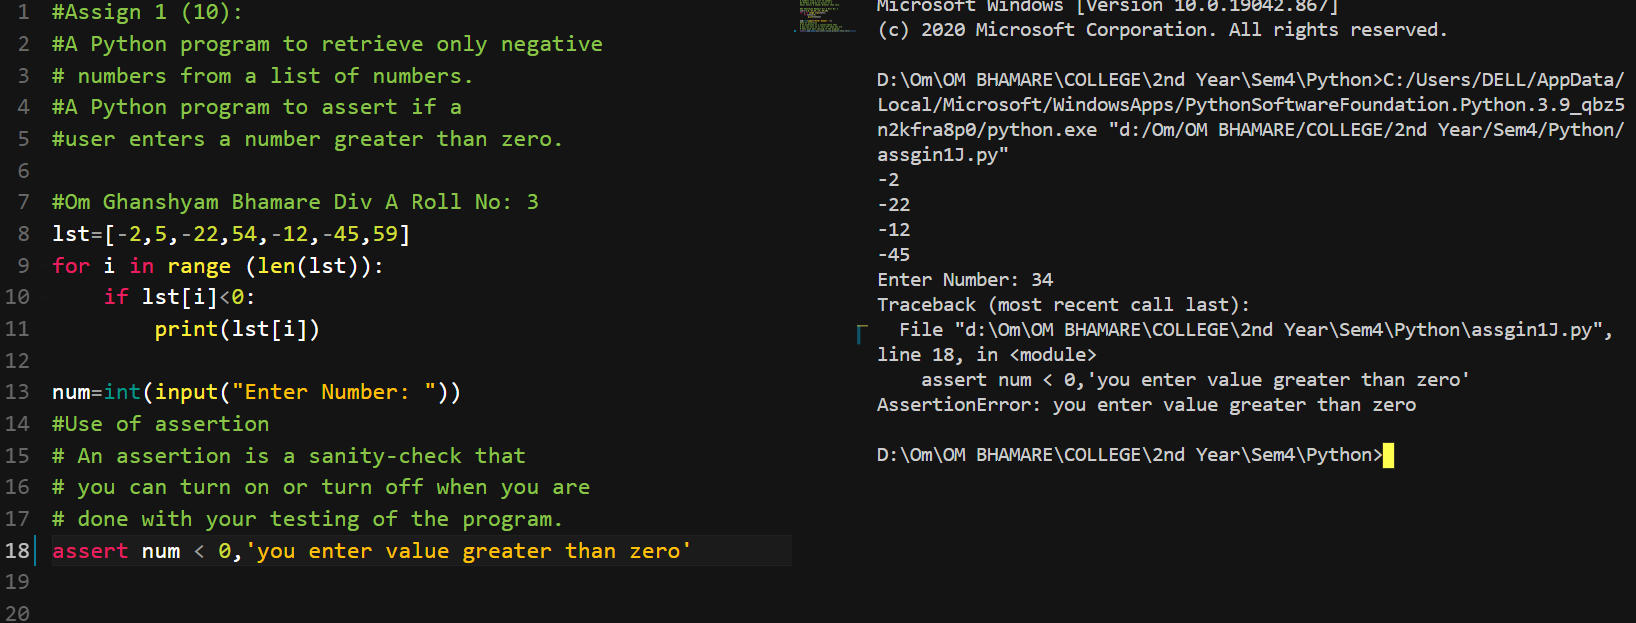 1 #Assign 1 (10):
2 #A Python program to retrieve only negative
3 # numbers from a list of numbers.
4 #A Python program to assert if a
5 #user enters a number greater than zero.
6
7 #Om Ghanshyam Bhamare Div A Roll No: 3
8 lst=[-2,5,-22,54,-12,-45,59]
9 for i in range (len(lst)):
10     if lst[i]<0:
11         print(lst[i])
12
13 num=int(input("Enter Number: "))
14 #Use of assertion
15 # An assertion is a sanity-check that
16 # you can turn on or turn off when you are
17 # done with your testing of the program.
18 assert num < 0,'you enter value greater than zero'
19
20
Microsoft Windows [Version 10.0.19042.867]
(c) 2020 Microsoft Corporation. All rights reserved.
D:\Om\OM BHAMARE\COLLEGE\2nd Year\Sem4\Python>C:/Users/DELL/AppData/
Local/Microsoft/WindowsApps/PythonSoftwareFoundation.Python.3.9_qbz5
n2kfra8p0/python.exe "d:/Om/OM BHAMARE/COLLEGE/2nd Year/Sem4/Python/
assgin1J.py"
-2
-22
-12
-45
Enter Number: 34
Traceback (most recent call last):
  File "d:\Om\OM BHAMARE\COLLEGE\2nd Year\Sem4\Python\assgin1J.py",
line 18, in <module>
    assert num < 0,'you enter value greater than zero'
AssertionError: you enter value greater than zero
D:\Om\OM BHAMARE\COLLEGE\2nd Year\Sem4\Python>